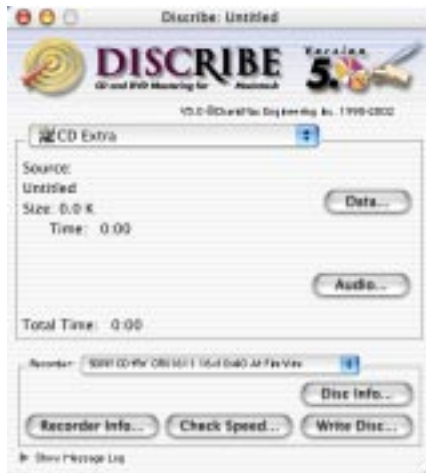 Discribe: Untitled
DISCRIBE
CD and DVD Mastering for Macintosh
Version
5.
1998-2002
CD Extra
Source:
Untitled
Size: 0.0 K
Time: 0:00
Data...
Audio...
Total Time: 0:00
Recorder:
Disc Info...
Recorder Info...
Check Speed...
Write Disc...
Show Message Log